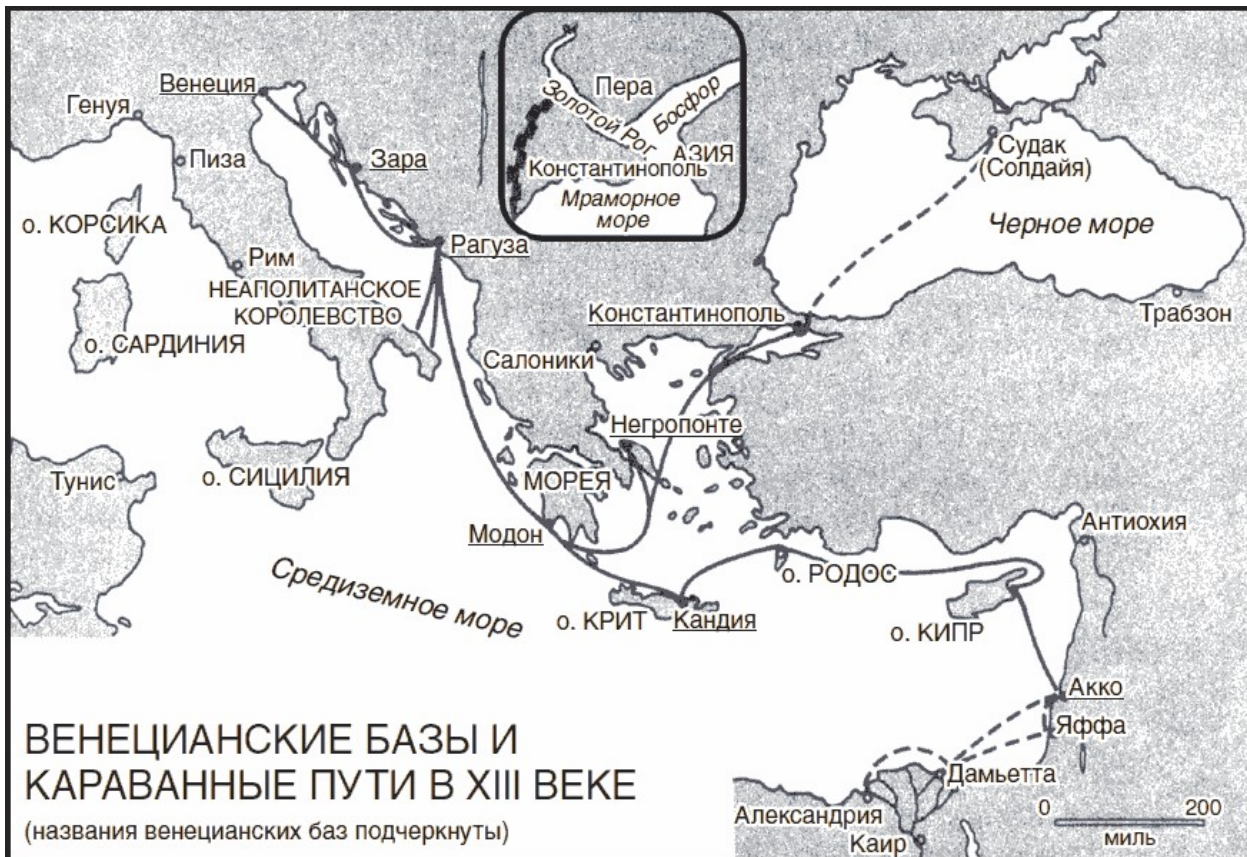 Венеция
Генуя
Пиза
Зара
о. КОРСИКА
Рим
Рагуза
НЕАПОЛИТАНСКОЕ
КОРОЛЕВСТВО
о. САРДИНИЯ
Пера
Золотой Рог
Босфор
АЗИЯ
Константинополь
Мраморное
море
Судак
(Солдайя)
Черное море
Константинополь
Трабзон
Салоники
Негропонте
Тунис
о. СИЦИЛИЯ
МОРЕЯ
Модон
Антиохия
Средиземное море
о. РОДОС
о. КРИТ
Кандия
о. КИПР
Акко
Яффа
Дамьетта
Александрия
Каир
0 200
миль
ВЕНЕЦИАНСКИЕ БАЗЫ И
КАРАВАННЫЕ ПУТИ В XIII ВЕКЕ
(названия венецианских баз подчеркнуты)